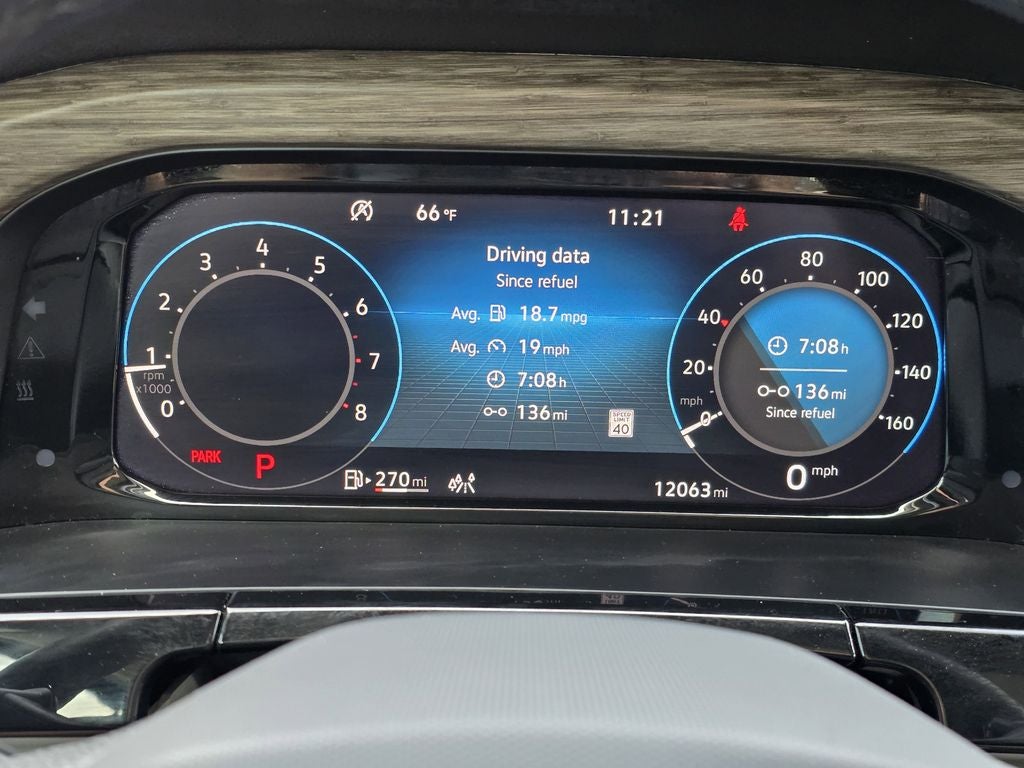 66 °F
11:21
Driving data
Since refuel
Avg. 18.7 mpg
Avg. 19 mph
7:08 h
136 mi
SPEED
LIMIT
40
0
1
2
3
4
5
6
7
8
rpm
x1000
PARK
P
270 mi
12063 mi
0
20
40
60
80
100
120
140
160
mph
7:08 h
136 mi
Since refuel
0 mph